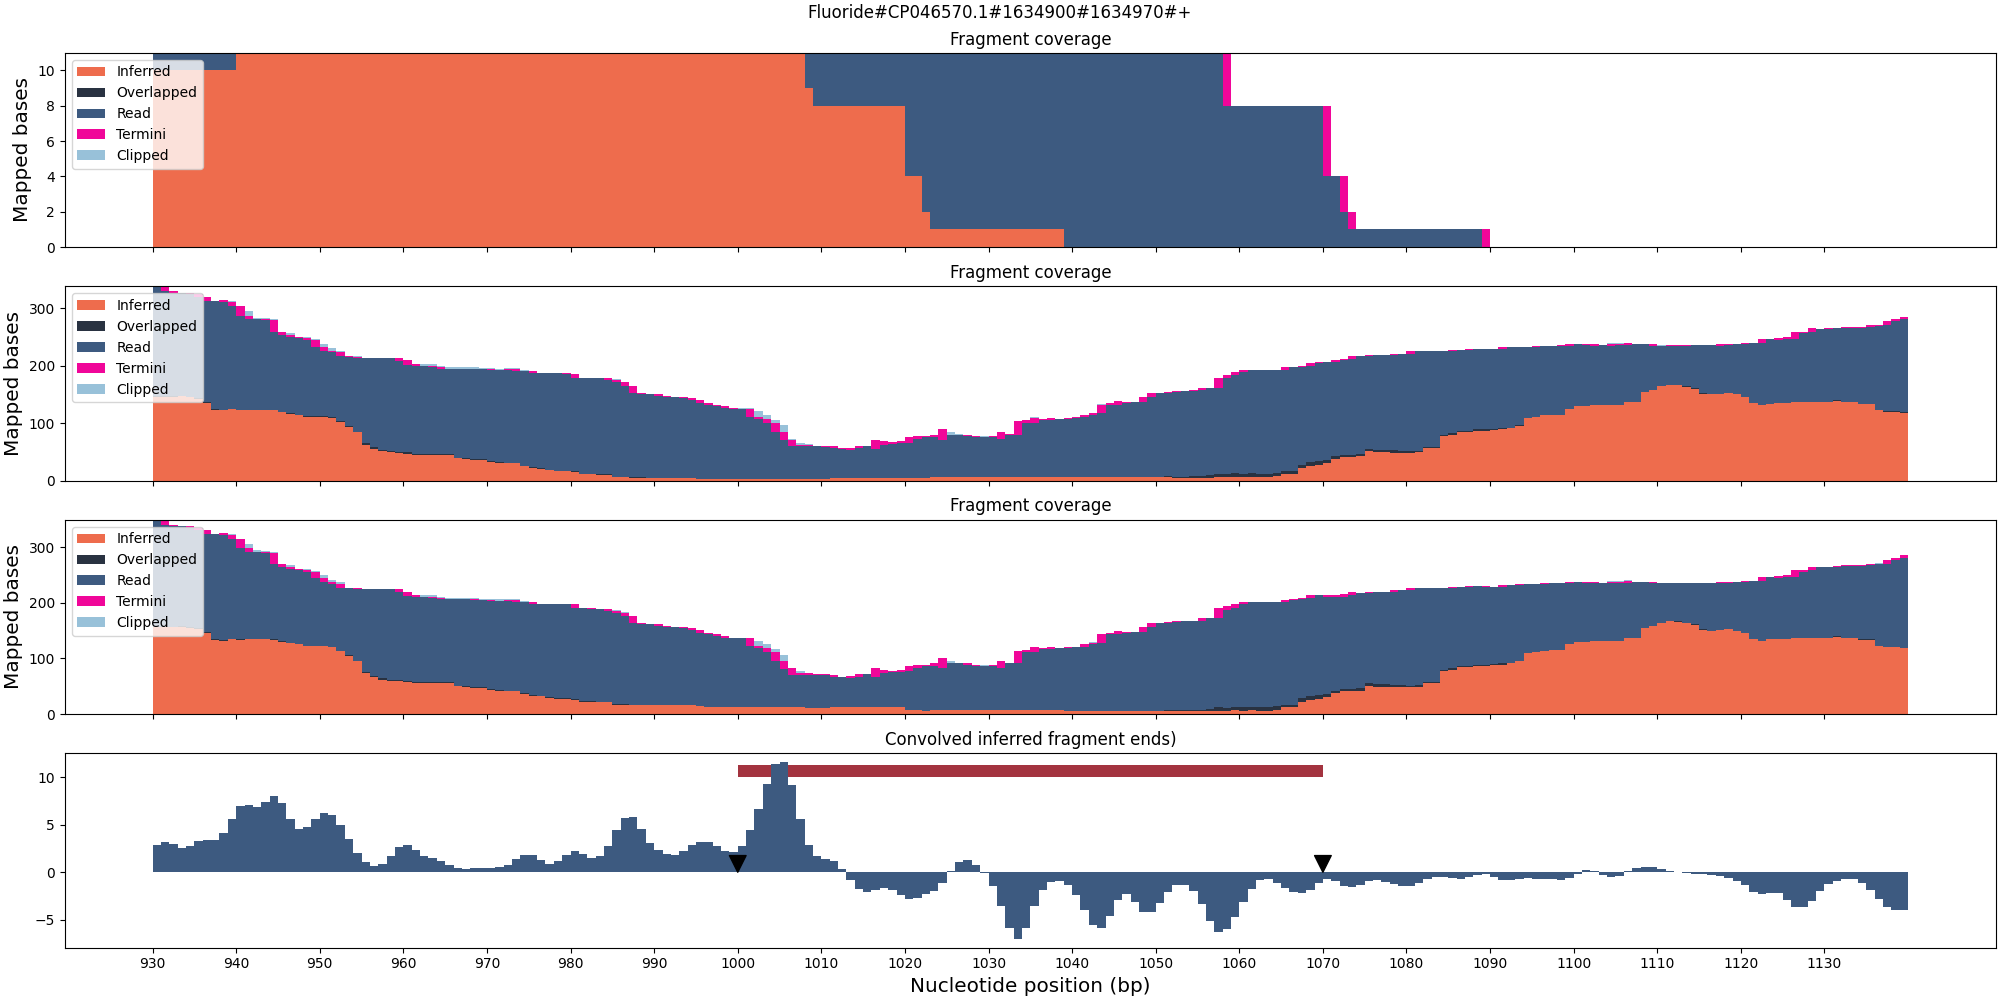 Fluoride#CP046570.1#1634900#1634970#+
Fragment coverage
Mapped bases
10
8
6
4
2
0
Inferred
Overlapped
Read
Termini
Clipped
Fragment coverage
Mapped bases
300
200
100
0
Inferred
Overlapped
Read
Termini
Clipped
Fragment coverage
Mapped bases
300
200
100
0
Inferred
Overlapped
Read
Termini
Clipped
Convolved inferred fragment ends)
10
5
0
−5
930 940 950 960 970 980 990 1000 1010 1020 1030 1040 1050 1060 1070 1080 1090 1100 1110 1120 1130
Nucleotide position (bp)